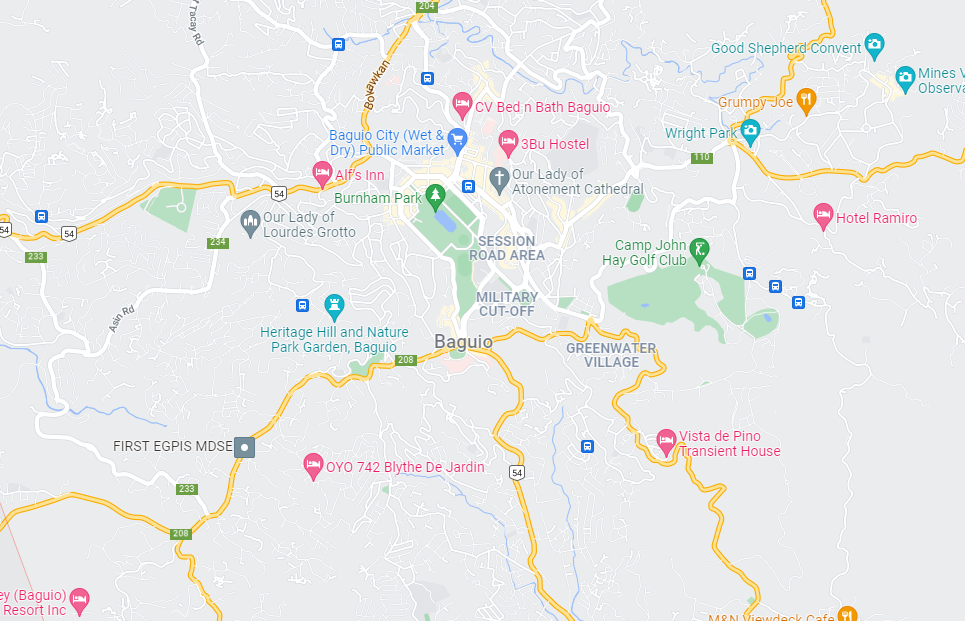 204
Tacay Rd
Bokawkan
Good Shepherd Convent
Mines V
Observa
Grumpy Joe
CV Bed n Bath Baguio
Wright Park
Baguio City (Wet &
Dry) Public Market
3Bu Hostel
110
Alf's Inn
Our Lady of
Atonement Cathedral
54
Burnham Park
Our Lady of
Lourdes Grotto
Hotel Ramiro
54
54
234
233
SESSION
ROAD AREA
Camp John
Hay Golf Club
MILITARY
CUT-OFF
Asin Rd
Heritage Hill and Nature
Park Garden, Baguio
Baguio
208
GREENWATER
VILLAGE
FIRST EGPIS MDSE
Vista de Pino
Transient House
OYO 742 Blythe De Jardin
54
233
208
ey (Baguio)
Resort Inc
M&N Viewdeck Cafe